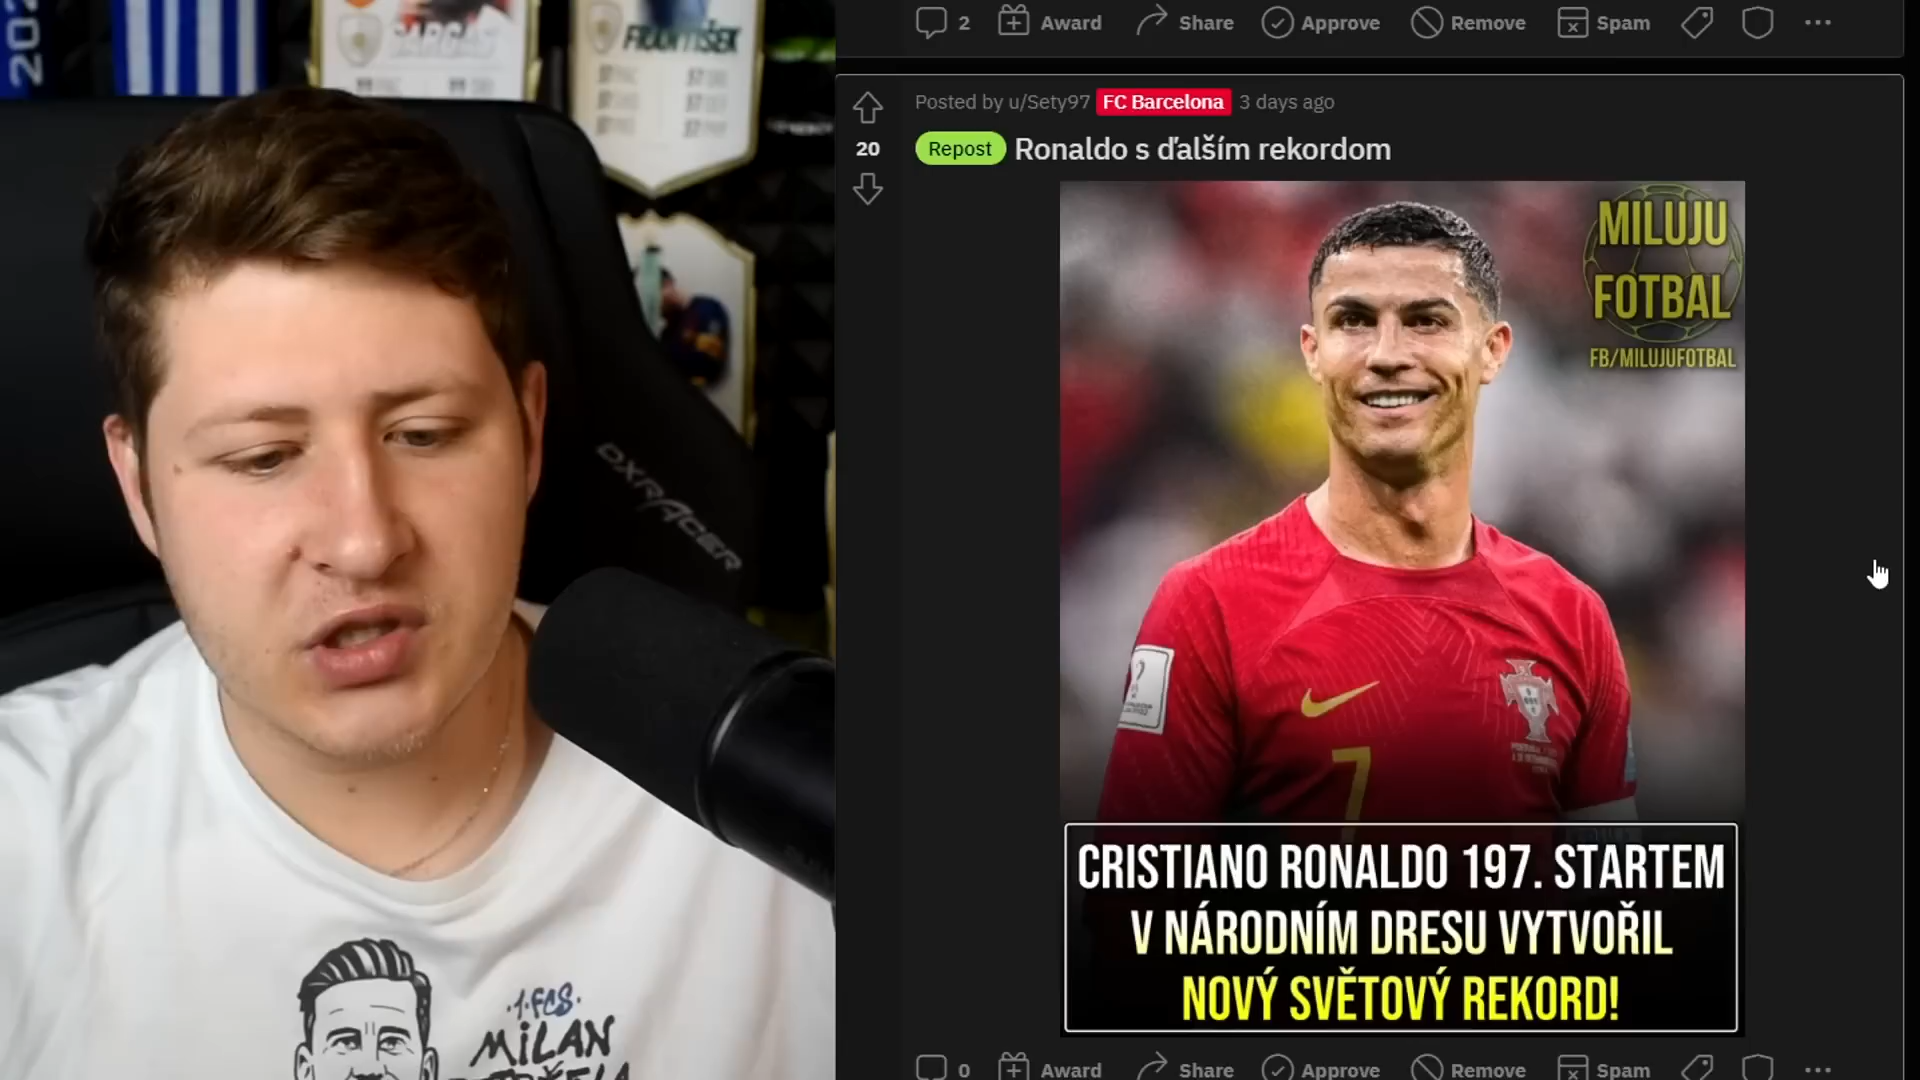 FRANTIŠEK
DXRACER
·1.FCS·
MILAN
2 Award Share Approve Remove Spam
Posted by u/Sety97 FC Barcelona 3 days ago
20
Repost Ronaldo s ďalším rekordom
MILUJU
FOTBAL
FB/MILUJUFOTBAL
7
CRISTIANO RONALDO 197. STARTEM
V NÁRODNÍM DRESU VYTVOŘIL
NOVÝ SVĚTOVÝ REKORD!
0 Award Share Approve Remove Spam